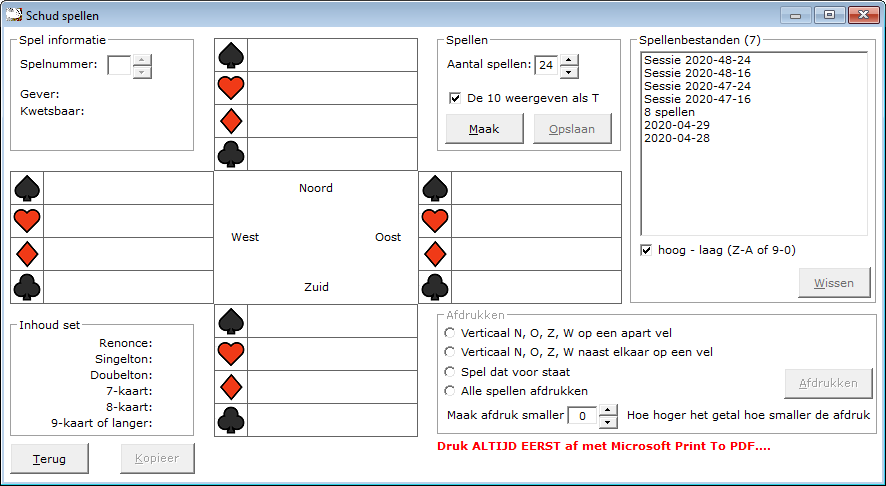 Schud spellen
Spel informatie
Spelnummer:
Gever:
Kwetsbaar:
Noord
West
Oost
Zuid
Spellen
Aantal spellen: 24
De 10 weergeven als T
Maak
Opslaan
Spellenbestanden (7)
Sessie 2020-48-24
Sessie 2020-48-16
Sessie 2020-47-24
Sessie 2020-47-16
8 spellen
2020-04-29
2020-04-28
hoog - laag (Z-A of 9-0)
Wissen
Inhoud set
Renonce:
Singelton:
Doubelton:
7-kaart:
8-kaart:
9-kaart of langer:
Terug
Kopieer
Afdrukken
Verticaal N, O, Z, W op een apart vel
Verticaal N, O, Z, W naast elkaar op een vel
Spel dat voor staat
Alle spellen afdrukken
Afdrukken
Maak afdruk smaller 0 Hoe hoger het getal hoe smaller de afdruk
Druk ALTIJD EERST af met Microsoft Print To PDF....